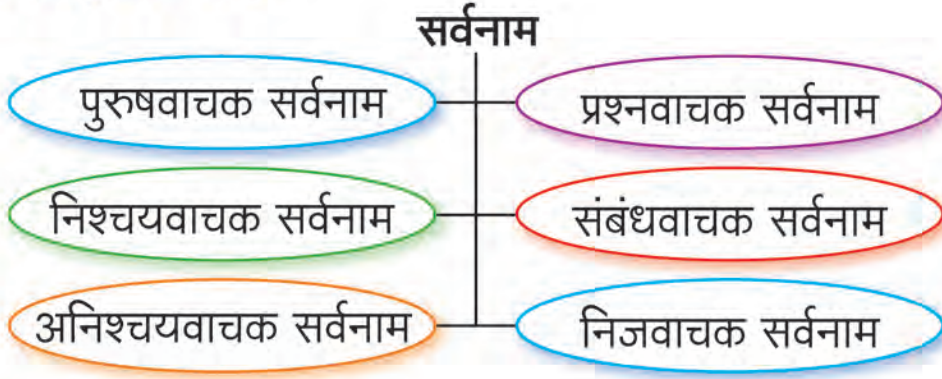 सर्वनाम
पुरुषवाचक सर्वनाम
प्रश्नवाचक सर्वनाम
निश्चयवाचक सर्वनाम
संबंधवाचक सर्वनाम
अनिश्चयवाचक सर्वनाम
निजवाचक सर्वनाम